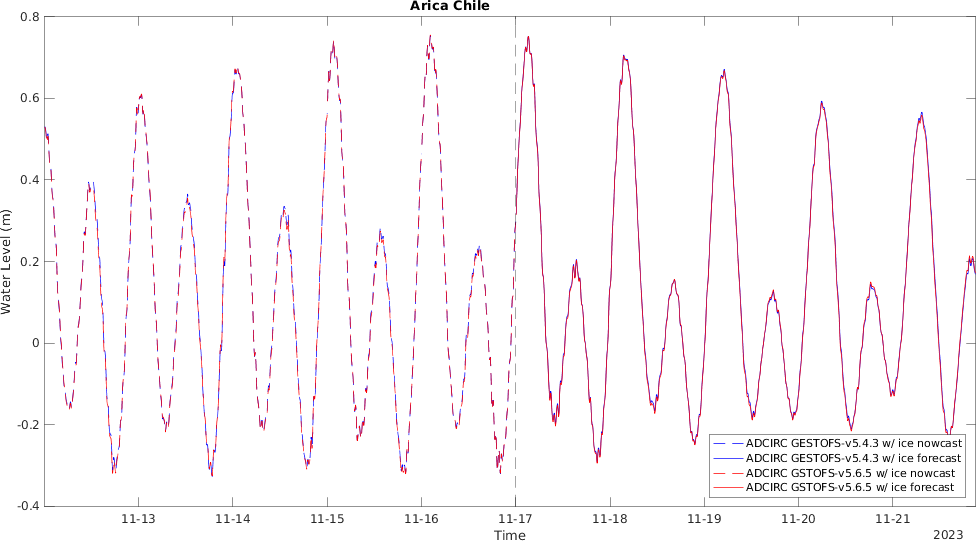 Arica Chile
0.8
0.6
0.4
0.2
0
-0.2
-0.4
Water Level (m)
11-13 11-14 11-15 11-16 11-17 11-18 11-19 11-20 11-21
Time
2023
ADCIRC GESTOFS-v5.4.3 w/ ice nowcast
ADCIRC GESTOFS-v5.4.3 w/ ice forecast
ADCIRC GSTOFS-v5.6.5 w/ ice nowcast
ADCIRC GSTOFS-v5.6.5 w/ ice forecast